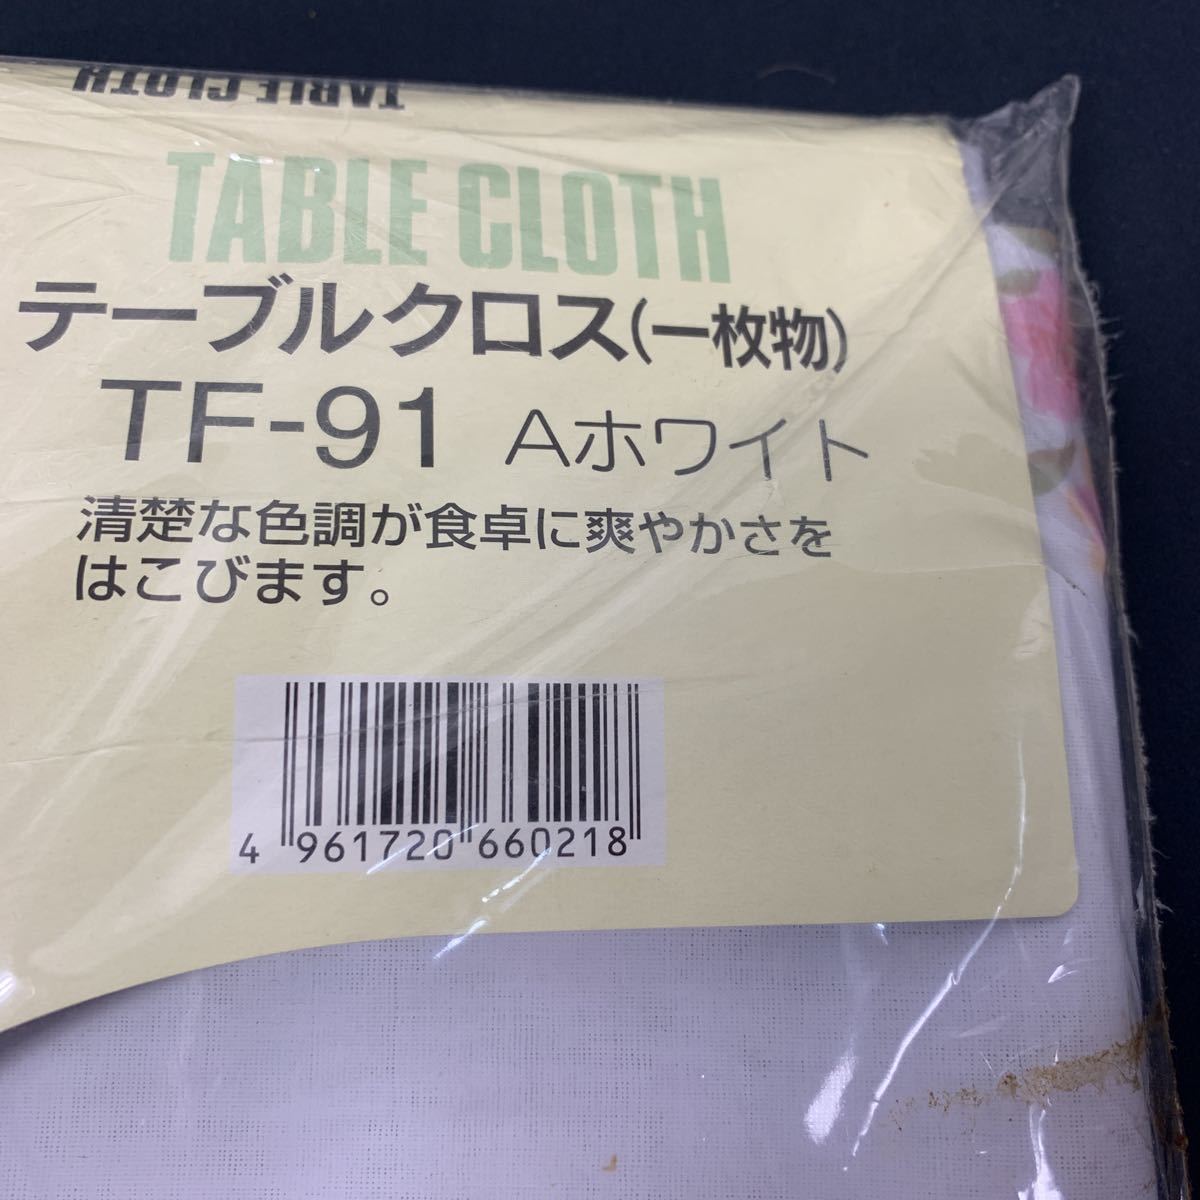 TABLE CLOTH
TABLE CLOTH
テーブルクロス(一枚物)
TF-91 Aホワイト
清楚な色調が食卓に爽やかさを
はこびます。
4 961720 660218